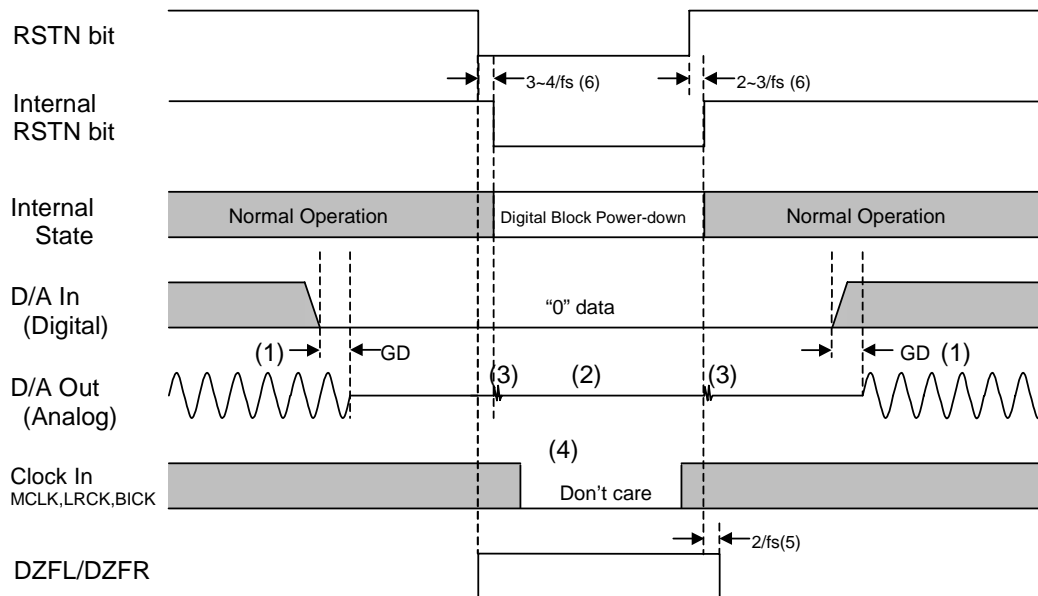 RSTN bit
3~4/fs (6)
2~3/fs (6)
Internal
RSTN bit
Internal
State
Normal Operation
Digital Block Power-down
Normal Operation
D/A In
(Digital)
“0” data
(1)
GD
GD
(1)
D/A Out
(Analog)
(3)
(2)
(3)
(4)
Clock In
MCLK,LRCK,BICK
Don’t care
2/fs(5)
DZFL/DZFR